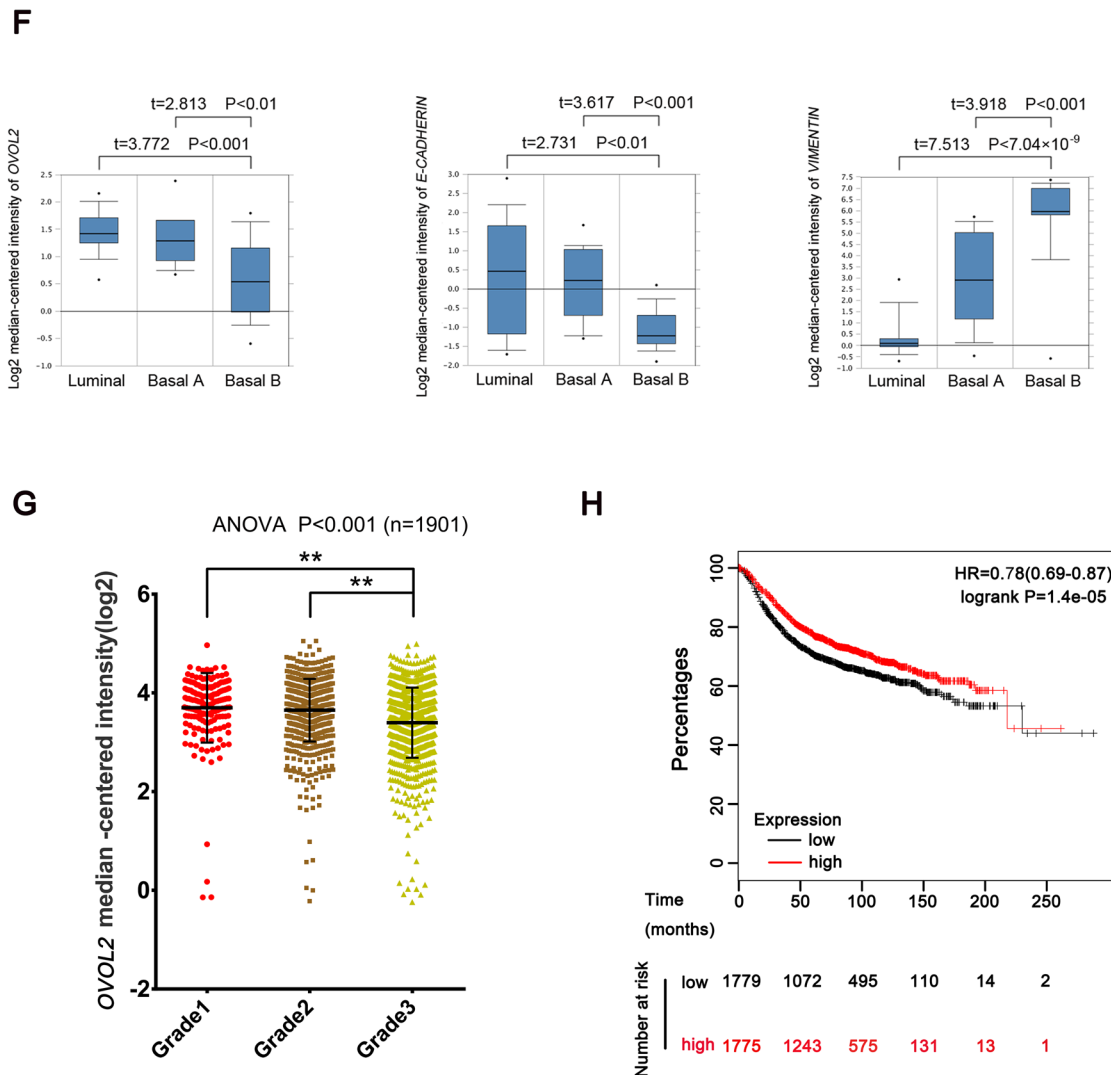 F
t=2.813 P<0.01
t=3.772 P<0.001
Log2 median-centered intensity of OVOL2
2.5
2.0
1.5
1.0
0.5
0.0
−0.5
−1.0
Luminal Basal A Basal B
t=3.617 P<0.001
t=2.731 P<0.01
Log2 median-centered intensity of E-CADHERIN
3.0
2.5
2.0
1.5
1.0
0.5
0.0
−0.5
−1.0
−1.5
−2.0
Luminal Basal A Basal B
t=3.918 P<0.001
t=7.513 P<7.04×10⁻⁹
Log2 median-centered intensity of VIMENTIN
7.5
7.0
6.5
6.0
5.5
5.0
4.5
4.0
3.5
3.0
2.5
2.0
1.5
1.0
0.5
0.0
−0.5
−1.0
Luminal Basal A Basal B
G
ANOVA P<0.001 (n=1901)
**
**
OVOL2 median -centered intensity(log2)
6
4
2
0
-2
Grade1 Grade2 Grade3
H
HR=0.78(0.69-0.87)
logrank P=1.4e-05
Percentages
100
80
60
40
20
0
Expression
low
high
Time
(months)
0 50 100 150 200 250
Number at risk
low 1779 1072 495 110 14 2
high 1775 1243 575 131 13 1